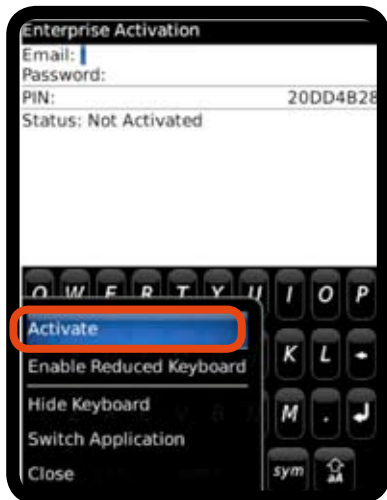 Enterprise Activation
Email:
Password:
PIN: 20DD4B28
Status: Not Activated
Q W E R T Y U I O P
Activate
K L
Enable Reduced Keyboard
Hide Keyboard
M .
Switch Application
Close
sym aA